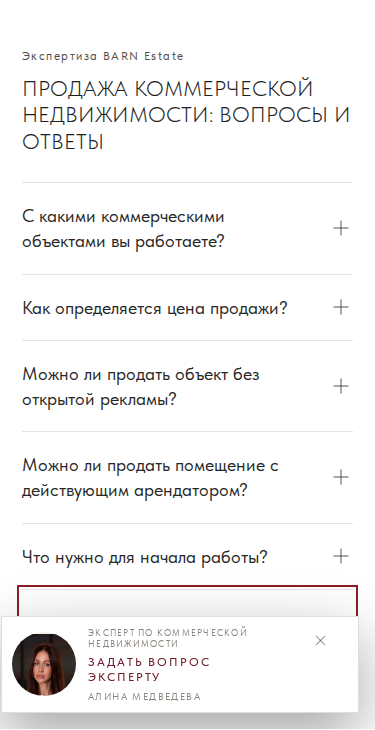 Экспертиза BARN Estate
ПРОДАЖА КОММЕРЧЕСКОЙ
НЕДВИЖИМОСТИ: ВОПРОСЫ И
ОТВЕТЫ
С какими коммерческими
объектами вы работаете?
Как определяется цена продажи?
Можно ли продать объект без
открытой рекламы?
Можно ли продать помещение с
действующим арендатором?
Что нужно для начала работы?
ЭКСПЕРТ ПО КОММЕРЧЕСКОЙ
НЕДВИЖИМОСТИ
ЗАДАТЬ ВОПРОС
ЭКСПЕРТУ
АЛИНА МЕДВЕДЕВА